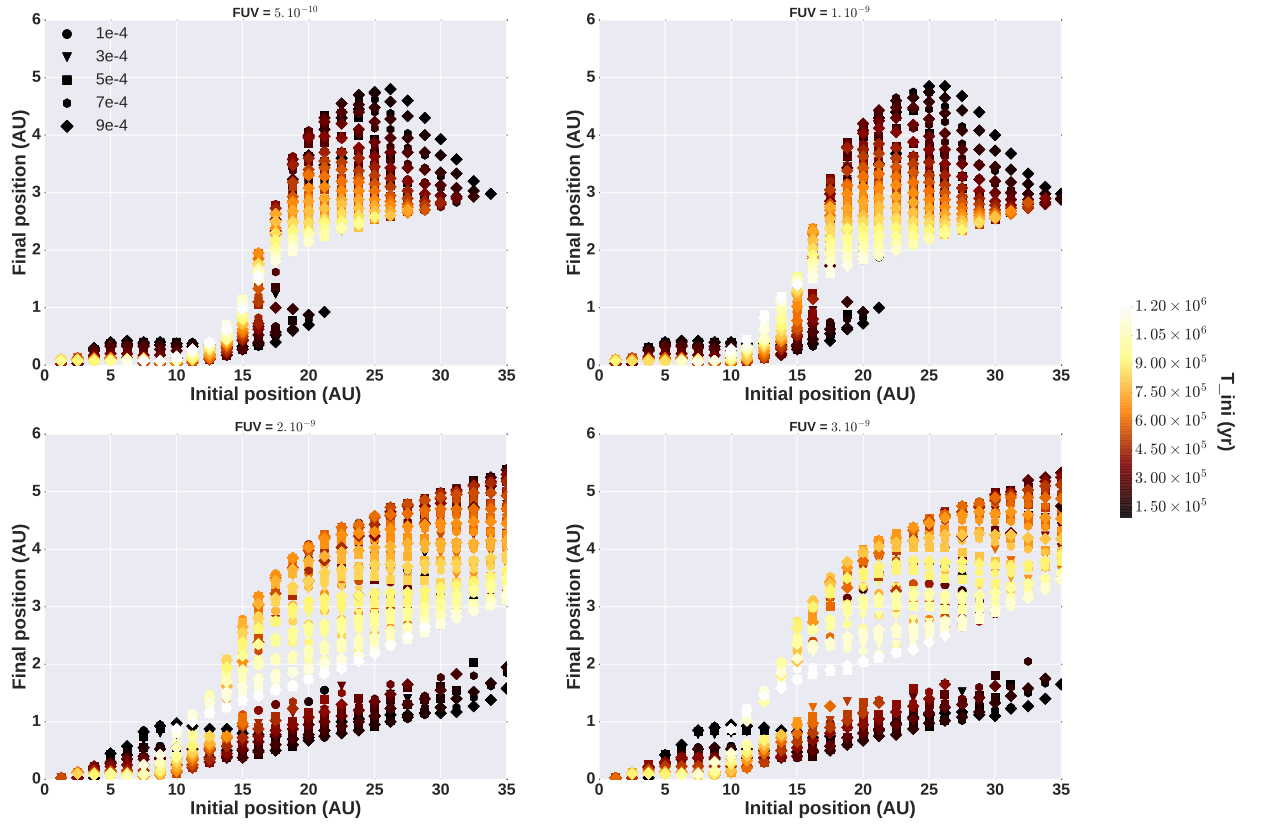 FUV = 5.10^{-10}
6
5
4
3
2
1
0
1e-4
3e-4
5e-4
7e-4
9e-4
Final position (AU)
0 5 10 15 20 25 30 35
Initial position (AU)
FUV = 1.10^{-9}
6
5
4
3
2
1
0
Final position (AU)
0 5 10 15 20 25 30 35
Initial position (AU)
FUV = 2.10^{-9}
6
5
4
3
2
1
0
Final position (AU)
0 5 10 15 20 25 30 35
Initial position (AU)
FUV = 3.10^{-9}
6
5
4
3
2
1
0
Final position (AU)
0 5 10 15 20 25 30 35
Initial position (AU)
1.20 × 10^6
1.05 × 10^6
9.00 × 10^5
7.50 × 10^5
6.00 × 10^5
4.50 × 10^5
3.00 × 10^5
1.50 × 10^5
T_ini (yr)